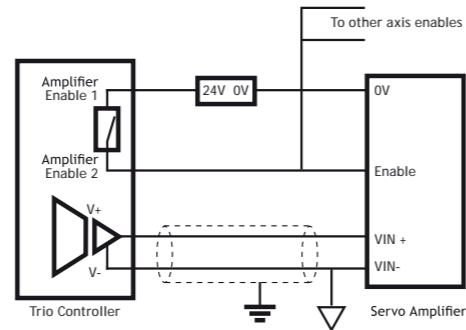 To other axis enables
Amplifier
Enable 1
24V 0V
0V
Amplifier
Enable 2
Enable
V+
VIN +
V-
VIN-
Trio Controller
Servo Amplifier